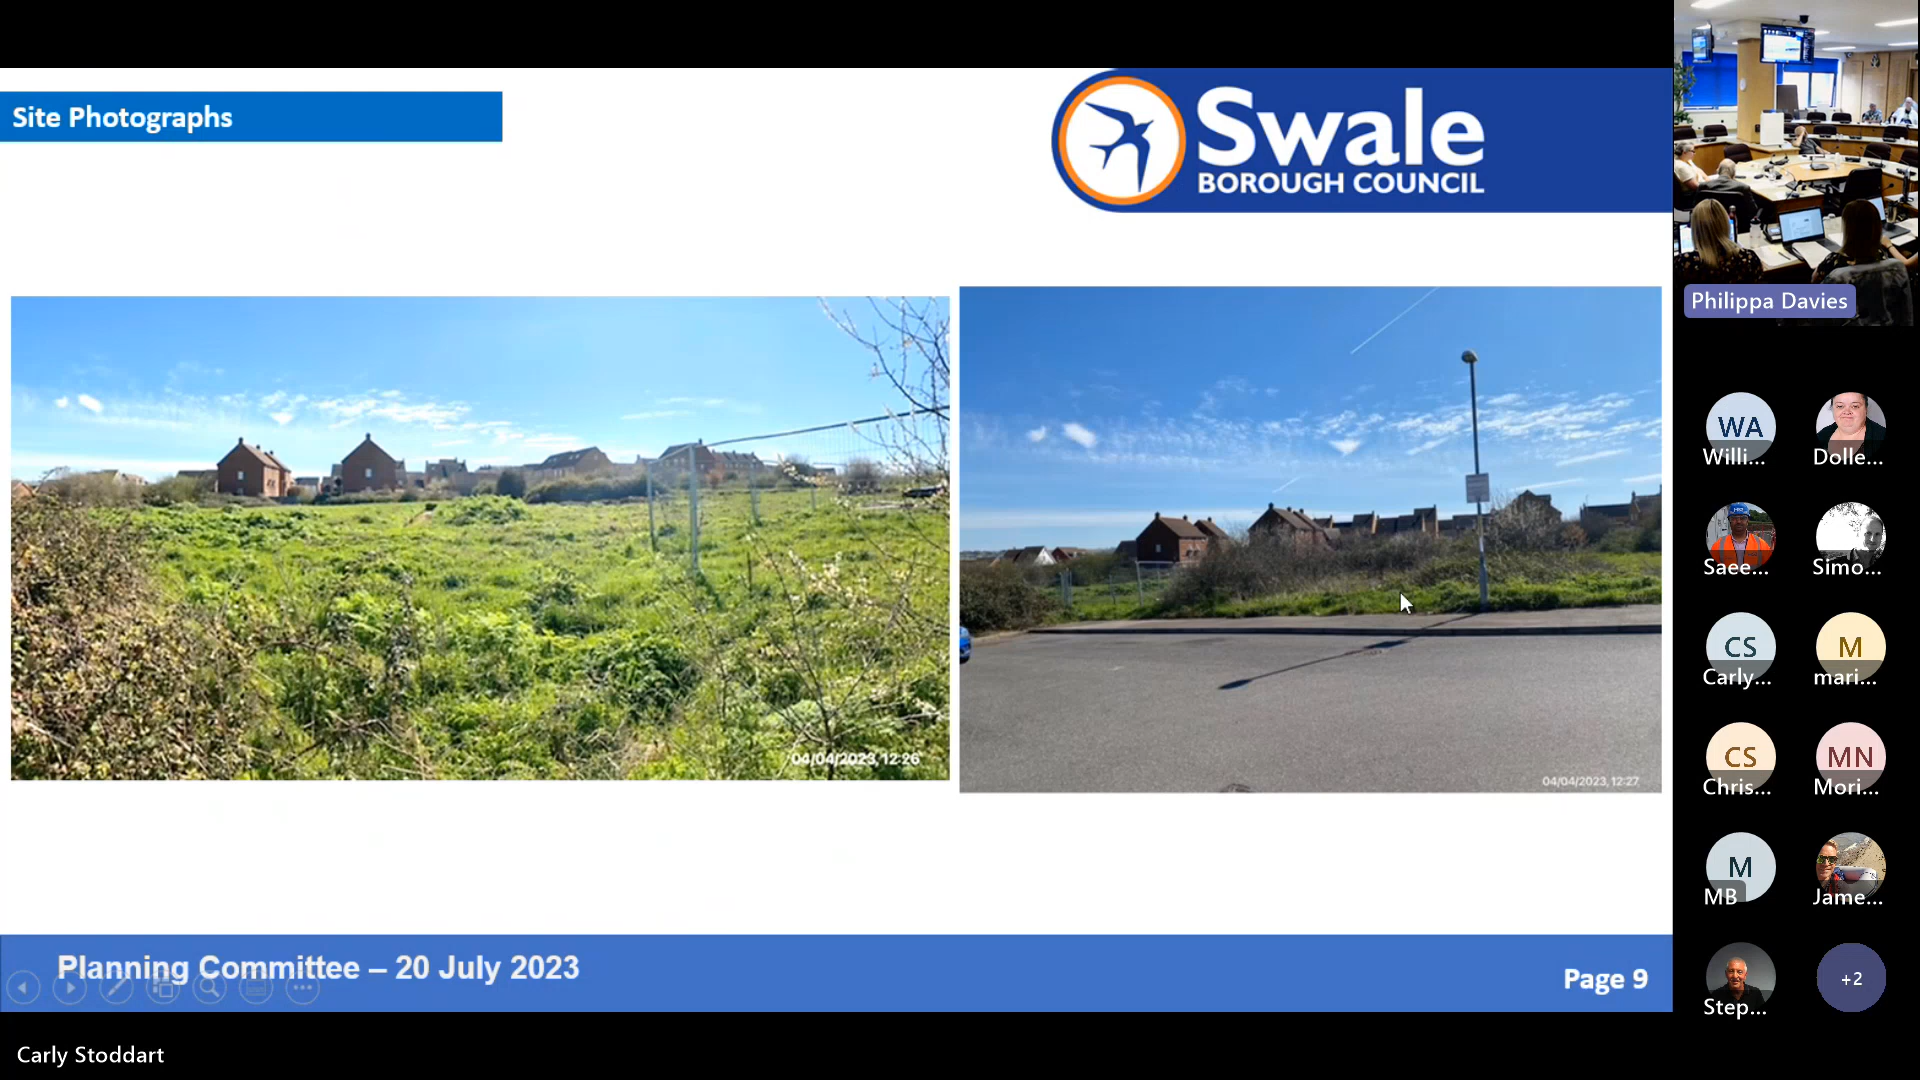 Site Photographs
Swale
BOROUGH COUNCIL
04/04/2023, 12:26
04/04/2023, 12:27
Planning Committee – 20 July 2023
Page 9
Carly Stoddart
Philippa Davies
WA
Willi...
Dolle...
Saee...
Simo...
CS
Carly...
M
mari...
CS
Chris...
MN
Mori...
M
MB
Jame...
Step...
+2